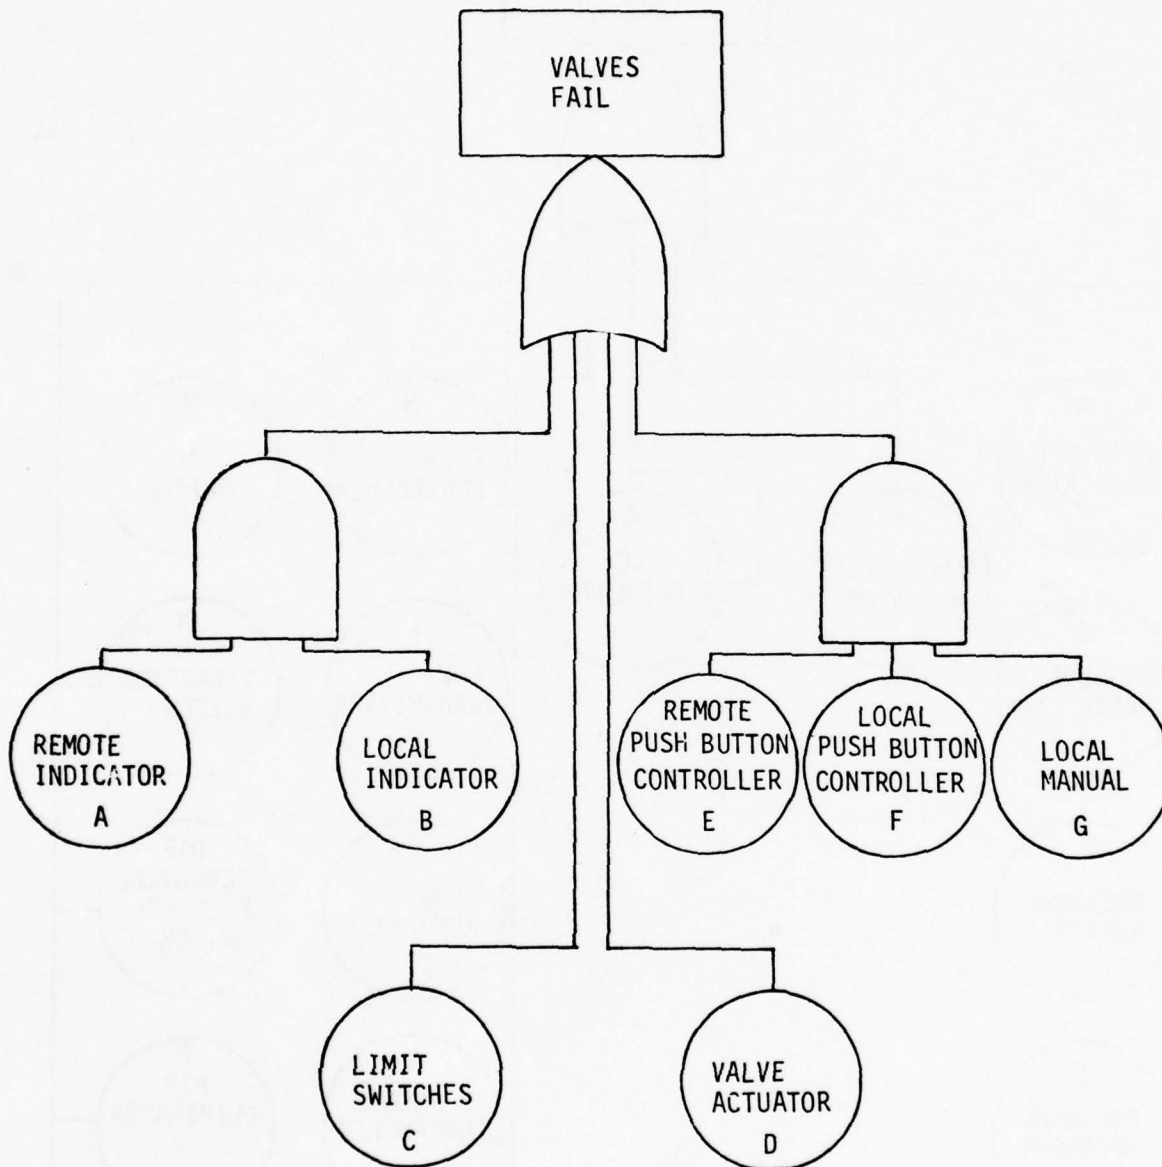 VALVES
FAIL
REMOTE
INDICATOR
A
LOCAL
INDICATOR
B
REMOTE
PUSH BUTTON
CONTROLLER
E
LOCAL
PUSH BUTTON
CONTROLLER
F
LOCAL
MANUAL
G
LIMIT
SWITCHES
C
VALVE
ACTUATOR
D